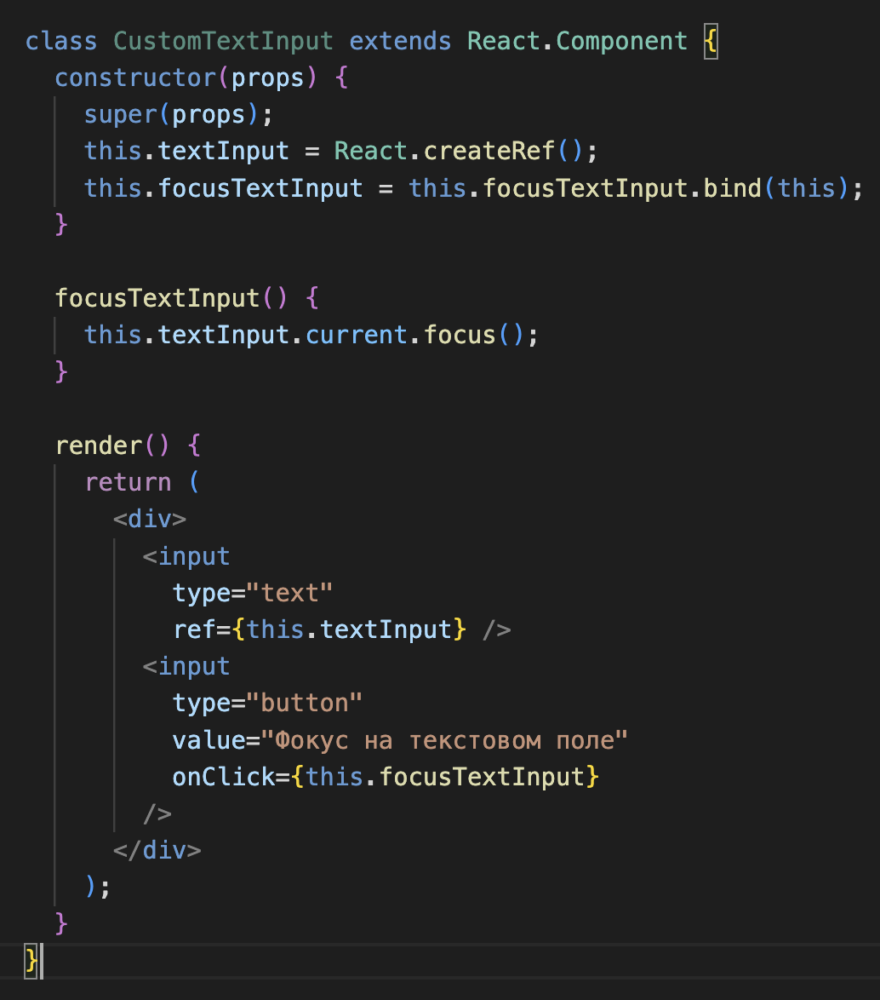 class CustomTextInput extends React.Component {
  constructor(props) {
    super(props);
    this.textInput = React.createRef();
    this.focusTextInput = this.focusTextInput.bind(this);
  }

  focusTextInput() {
    this.textInput.current.focus();
  }

  render() {
    return (
      <div>
        <input
          type="text"
          ref={this.textInput} />
        <input
          type="button"
          value="Фокус на текстовом поле"
          onClick={this.focusTextInput}
        />
      </div>
    );
  }
}